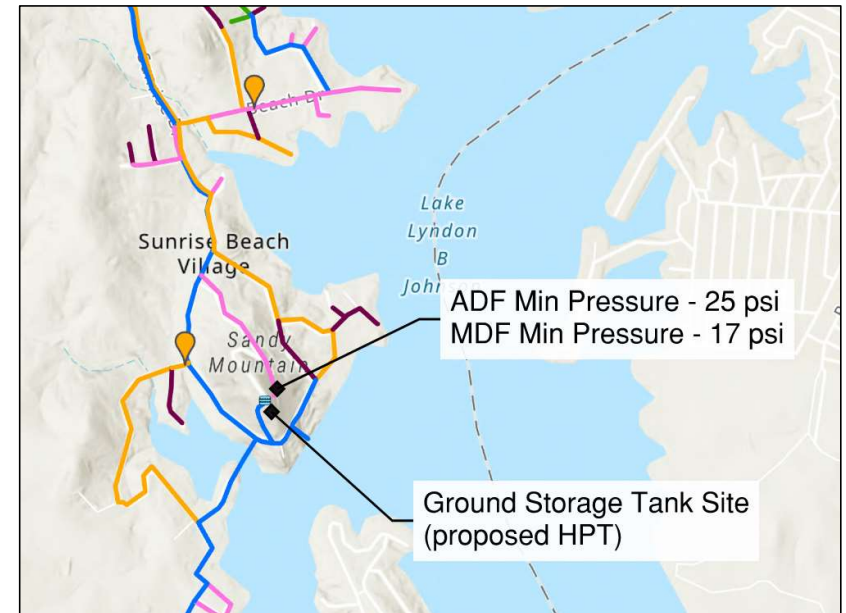 Beach Dr
Sunrise Beach
Village
Lake
Lyndon
B
Johnson
ADF Min Pressure - 25 psi
MDF Min Pressure - 17 psi
Sandy
Mountain
Ground Storage Tank Site
(proposed HPT)